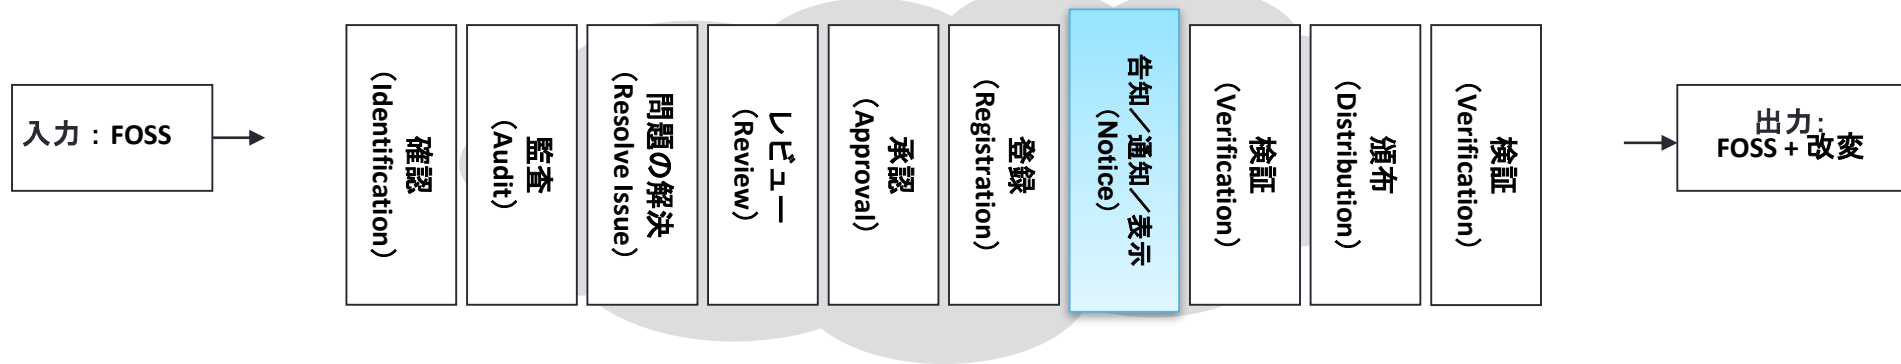 入力：FOSS
確認
（Identification）
監査
（Audit）
問題の解決
（Resolve Issue）
レビュー
（Review）
承認
（Approval）
登録
（Registration）
告知／通知／表示
（Notice）
検証
（Verification）
頒布
（Distribution）
検証
（Verification）
出力:
FOSS + 改変